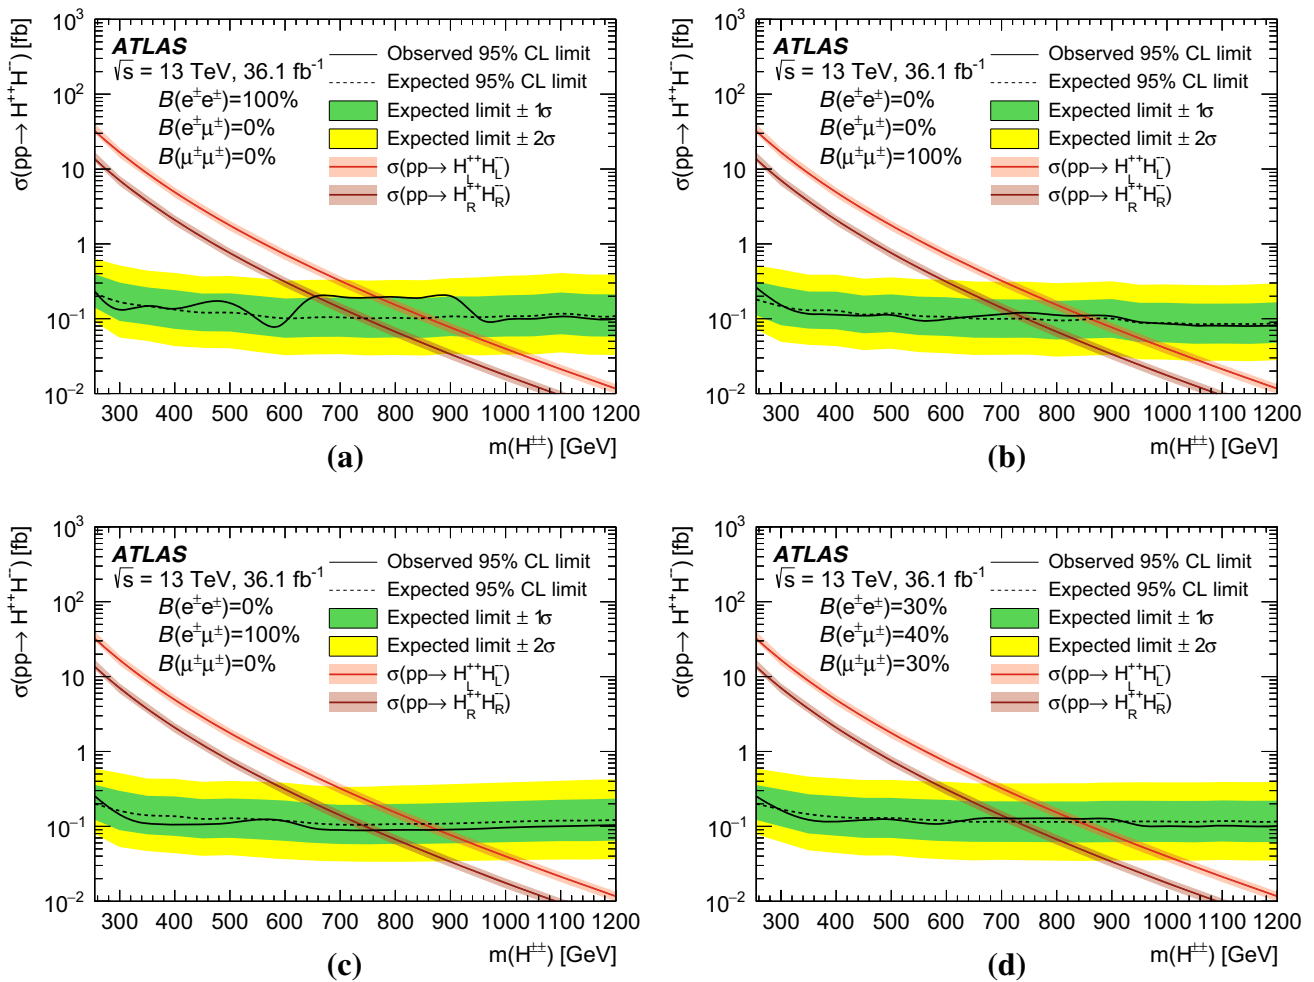 σ(pp→ H⁺⁺H⁻⁻) [fb]
10³
10²
10
1
10⁻¹
10⁻²
ATLAS
√s = 13 TeV, 36.1 fb⁻¹
B(e±e±)=100%
B(e±μ±)=0%
B(μ±μ±)=0%
Observed 95% CL limit
Expected 95% CL limit
Expected limit ± 1σ
Expected limit ± 2σ
σ(pp→ H_L⁺⁺H_L⁻⁻)
σ(pp→ H_R⁺⁺H_R⁻⁻)
300 400 500 600 700 800 900 1000 1100 1200
m(H±±) [GeV]
(a)
σ(pp→ H⁺⁺H⁻⁻) [fb]
10³
10²
10
1
10⁻¹
10⁻²
ATLAS
√s = 13 TeV, 36.1 fb⁻¹
B(e±e±)=0%
B(e±μ±)=0%
B(μ±μ±)=100%
Observed 95% CL limit
Expected 95% CL limit
Expected limit ± 1σ
Expected limit ± 2σ
σ(pp→ H_L⁺⁺H_L⁻⁻)
σ(pp→ H_R⁺⁺H_R⁻⁻)
300 400 500 600 700 800 900 1000 1100 1200
m(H±±) [GeV]
(b)
σ(pp→ H⁺⁺H⁻⁻) [fb]
10³
10²
10
1
10⁻¹
10⁻²
ATLAS
√s = 13 TeV, 36.1 fb⁻¹
B(e±e±)=0%
B(e±μ±)=100%
B(μ±μ±)=0%
Observed 95% CL limit
Expected 95% CL limit
Expected limit ± 1σ
Expected limit ± 2σ
σ(pp→ H_L⁺⁺H_L⁻⁻)
σ(pp→ H_R⁺⁺H_R⁻⁻)
300 400 500 600 700 800 900 1000 1100 1200
m(H±±) [GeV]
(c)
σ(pp→ H⁺⁺H⁻⁻) [fb]
10³
10²
10
1
10⁻¹
10⁻²
ATLAS
√s = 13 TeV, 36.1 fb⁻¹
B(e±e±)=30%
B(e±μ±)=40%
B(μ±μ±)=30%
Observed 95% CL limit
Expected 95% CL limit
Expected limit ± 1σ
Expected limit ± 2σ
σ(pp→ H_L⁺⁺H_L⁻⁻)
σ(pp→ H_R⁺⁺H_R⁻⁻)
300 400 500 600 700 800 900 1000 1100 1200
m(H±±) [GeV]
(d)